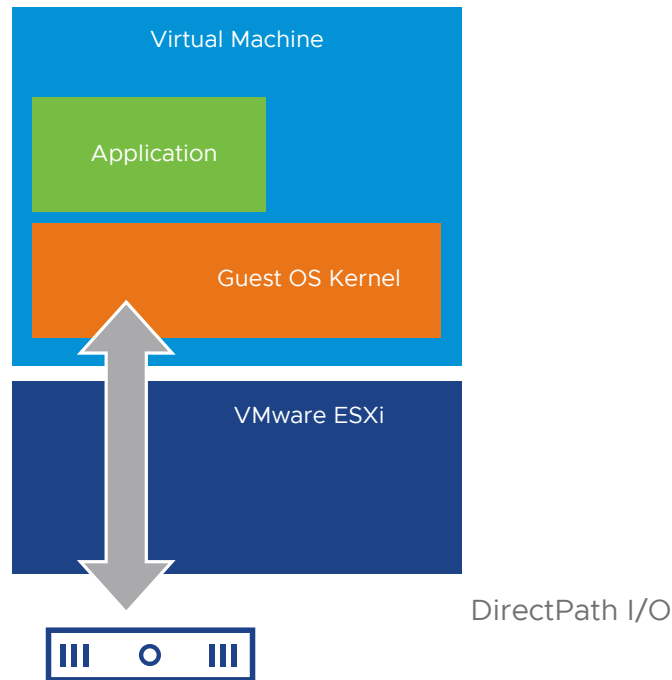 Virtual Machine
Application
Guest OS Kernel
VMware ESXi
DirectPath I/O